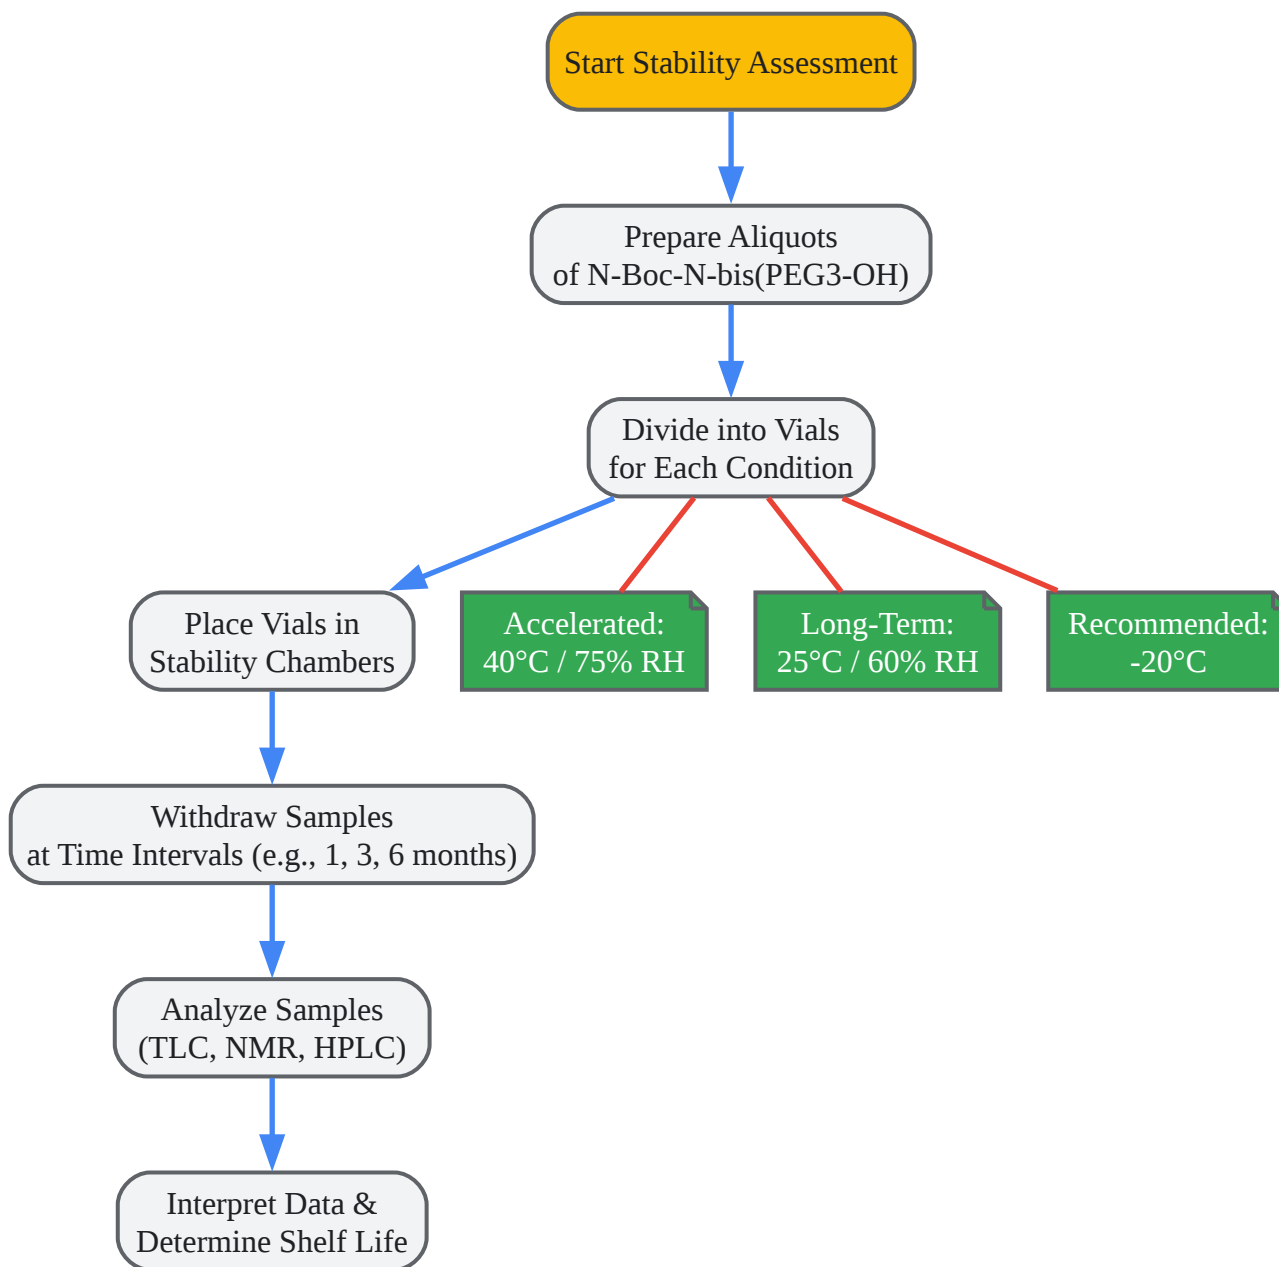 Start Stability Assessment
Prepare Aliquots
of N-Boc-N-bis(PEG3-OH)
Divide into Vials
for Each Condition
Place Vials in
Stability Chambers
Accelerated:
40°C / 75% RH
Long-Term:
25°C / 60% RH
Recommended:
-20°C
Withdraw Samples
at Time Intervals (e.g., 1, 3, 6 months)
Analyze Samples
(TLC, NMR, HPLC)
Interpret Data &
Determine Shelf Life